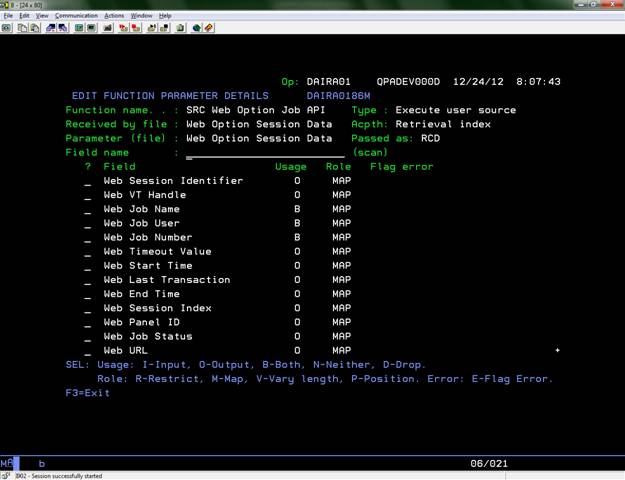 B - [24 x 80]
File Edit View Communication Actions Window Help
Op: DAIRA01 QPADEV000D 12/24/12 8:07:43
EDIT FUNCTION PARAMETER DETAILS DAIRA0186M
Function name. . : SRC Web Option Job API Type : Execute user source
Received by file : Web Option Session Data Acpth: Retrieval index
Parameter (file) : Web Option Session Data Passed as: RCD
Field name : (scan)
? Field Usage Role Flag error
Web Session Identifier O MAP
Web VT Handle O MAP
Web Job Name B MAP
Web Job User B MAP
Web Job Number B MAP
Web Timeout Value O MAP
Web Start Time O MAP
Web Last Transaction O MAP
Web End Time O MAP
Web Session Index O MAP
Web Panel ID O MAP
Web Job Status O MAP
Web URL O MAP +
SEL: Usage: I-Input, O-Output, B-Both, N-Neither, D-Drop.
Role: R-Restrict, M-Map, V-Vary length, P-Position. Error: E-Flag Error.
F3=Exit
MA b 06/021
I902 - Session successfully started